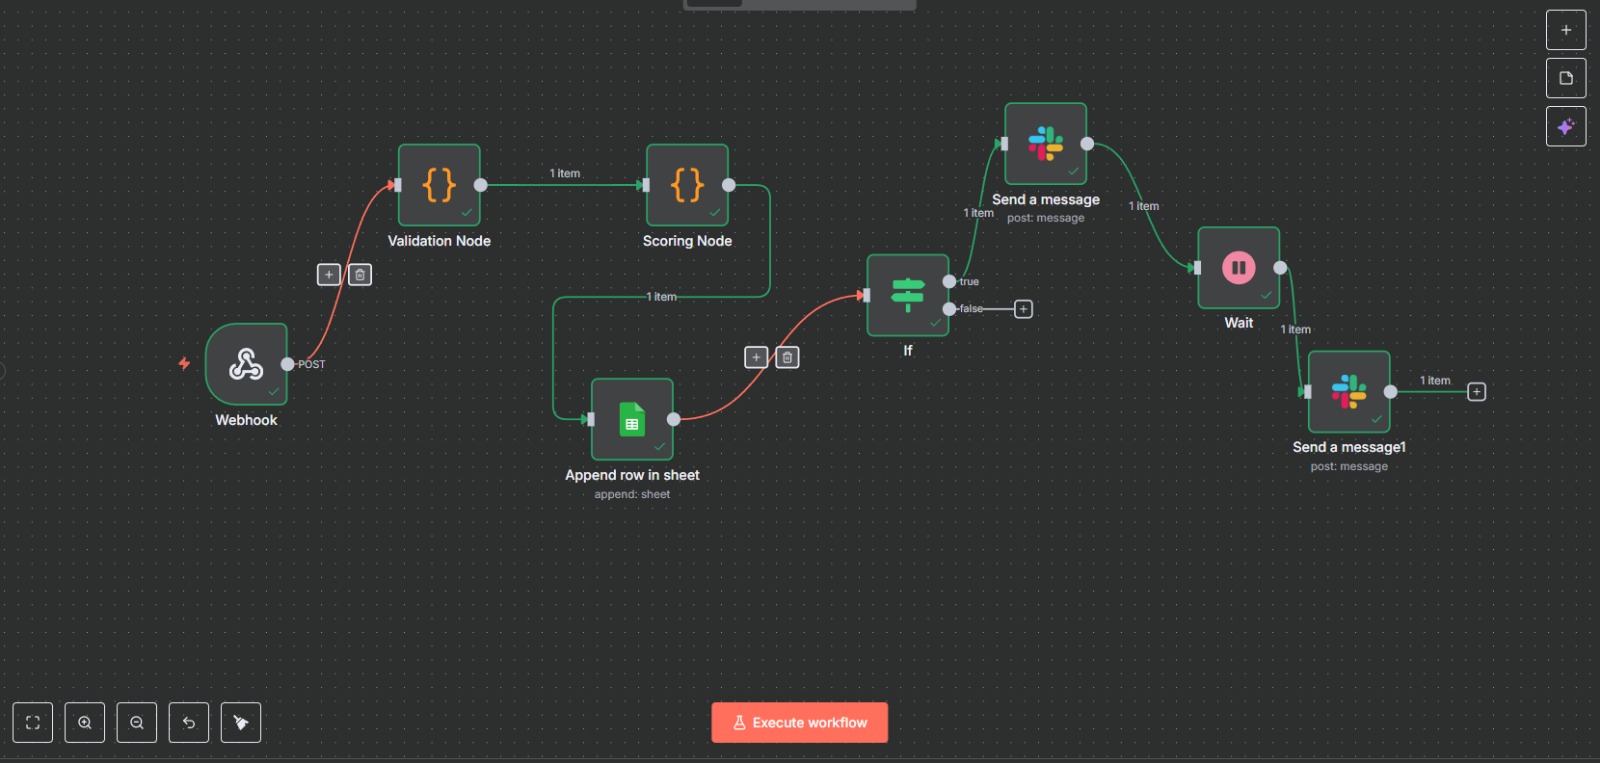 Send a message
post: message
1 item
1 item
1 item
Validation Node
Scoring Node
true
false
1 item
If
Wait
1 item
POST
Webhook
1 item
Append row in sheet
append: sheet
Send a message1
post: message
Execute workflow